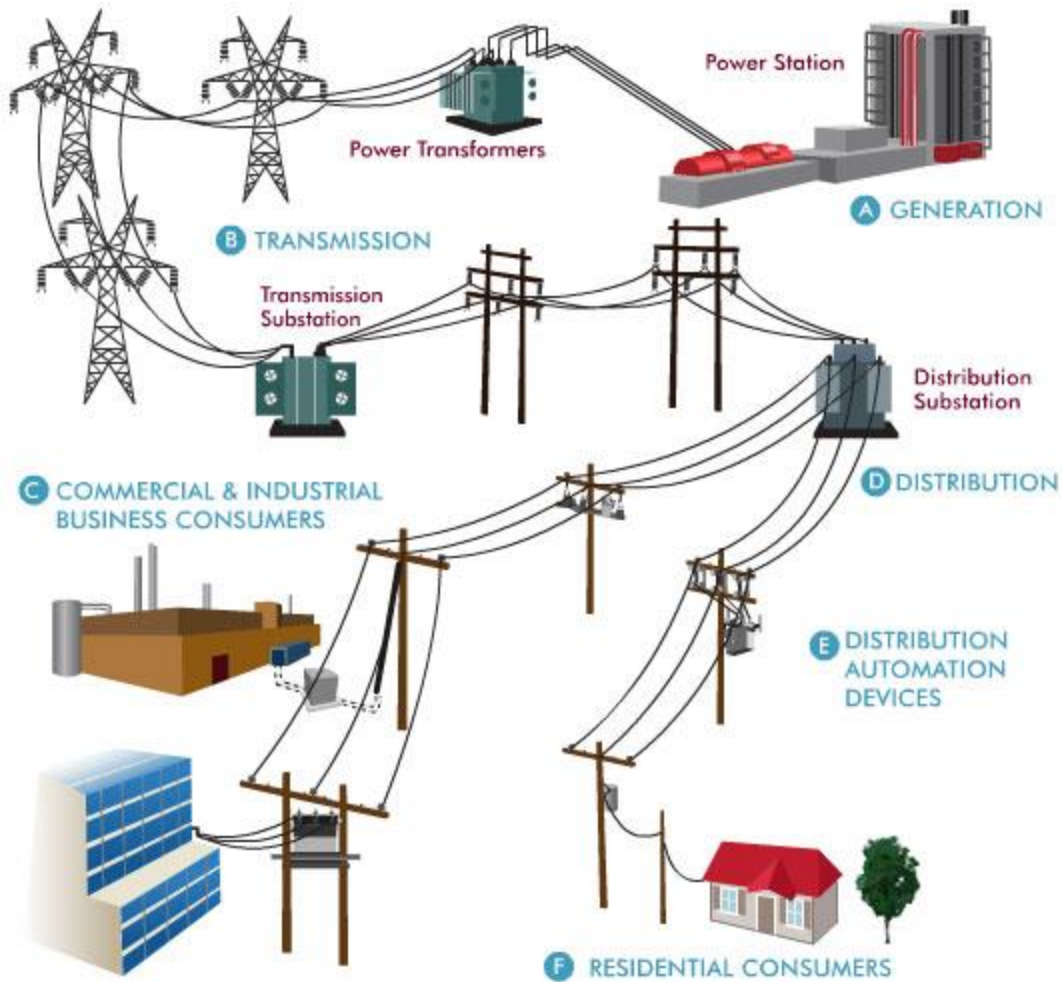 Power Station
Power Transformers
A GENERATION
B TRANSMISSION
Transmission
Substation
Distribution
Substation
C COMMERCIAL & INDUSTRIAL
BUSINESS CONSUMERS
D DISTRIBUTION
E DISTRIBUTION
AUTOMATION
DEVICES
F RESIDENTIAL CONSUMERS